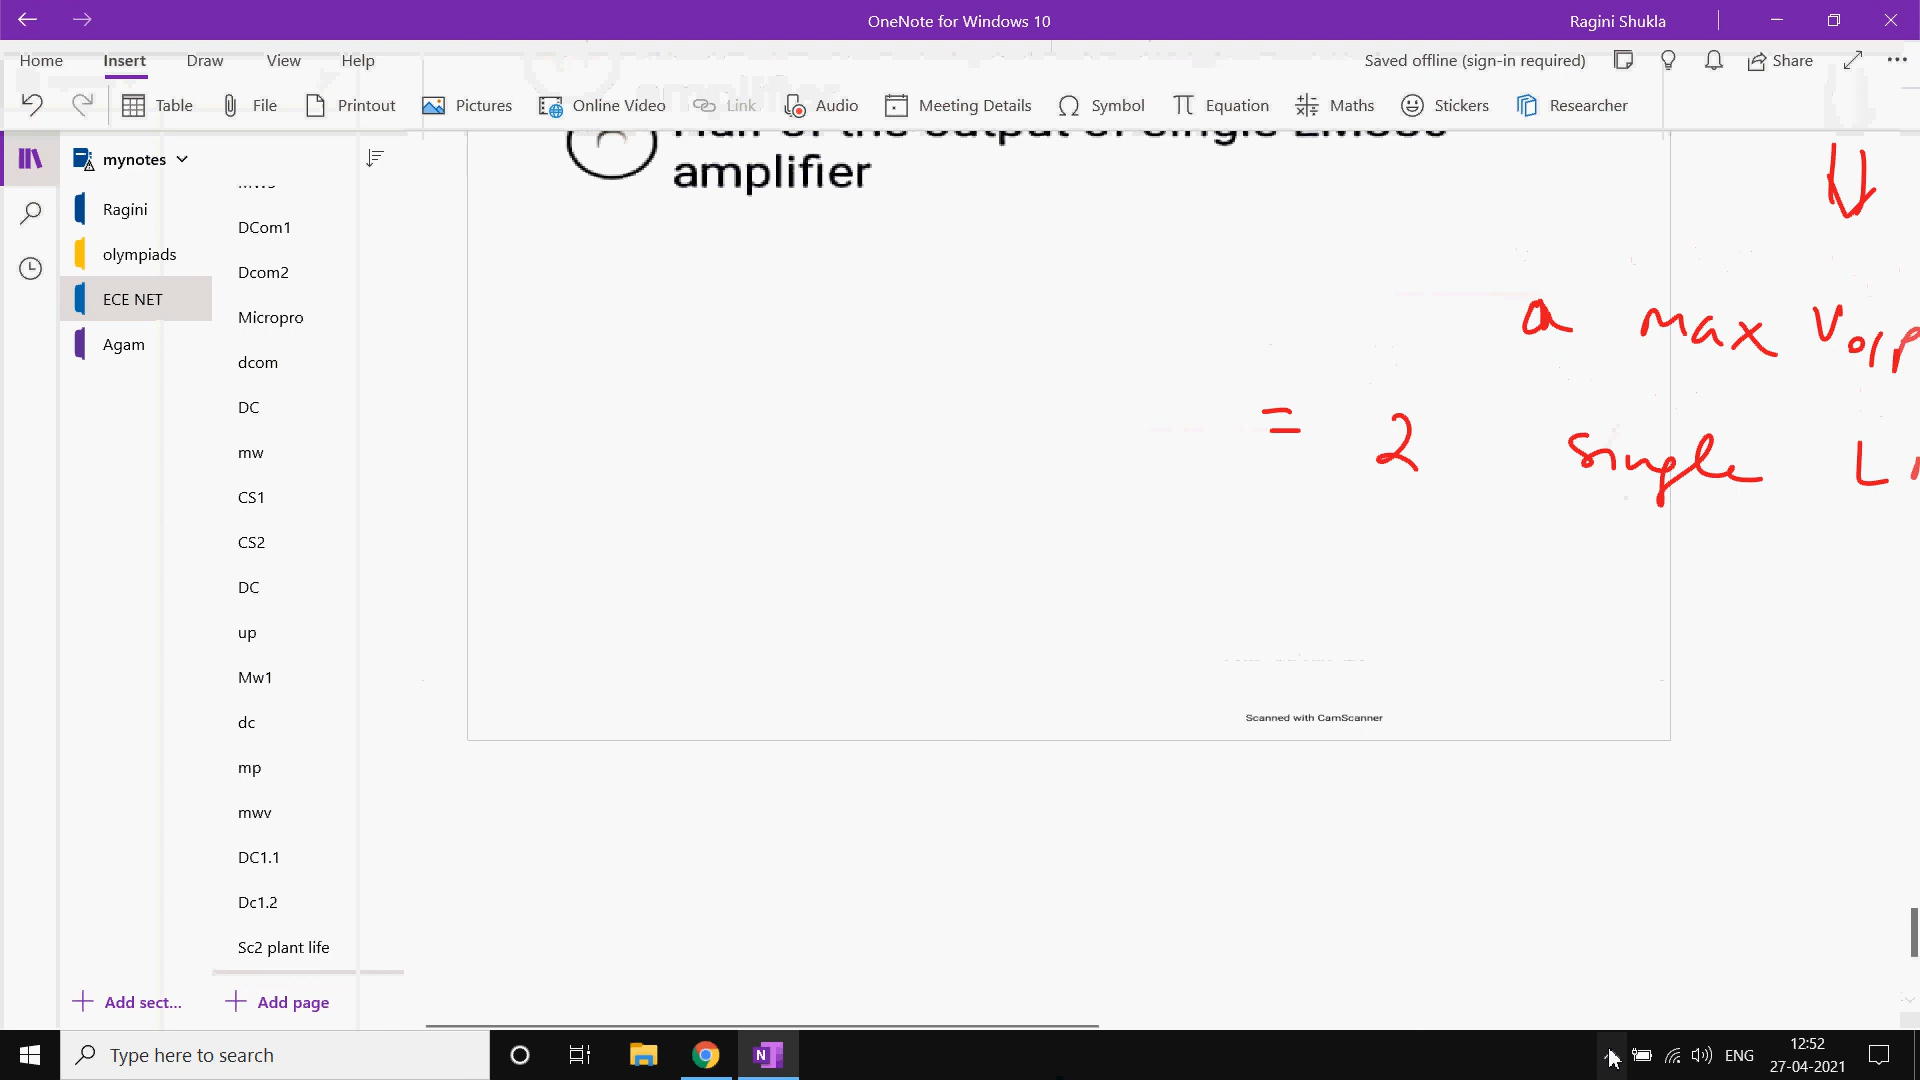 OneNote for Windows 10
Ragini Shukla
Home Insert Draw View Help
Saved offline (sign-in required) Share
Table File Printout Pictures Online Video Link Audio Meeting Details Symbol Equation Maths Stickers Researcher
mynotes
Ragini
olympiads
ECE NET
Agam
DCom1
Dcom2
Micropro
dcom
DC
mw
CS1
CS2
DC
up
Mw1
dc
mp
mwv
DC1.1
Dc1.2
Sc2 plant life
Add sect...
Add page
amplifier
a max Vo/p
= 2 single L
Scanned with CamScanner
Type here to search
ENG
12:52
27-04-2021